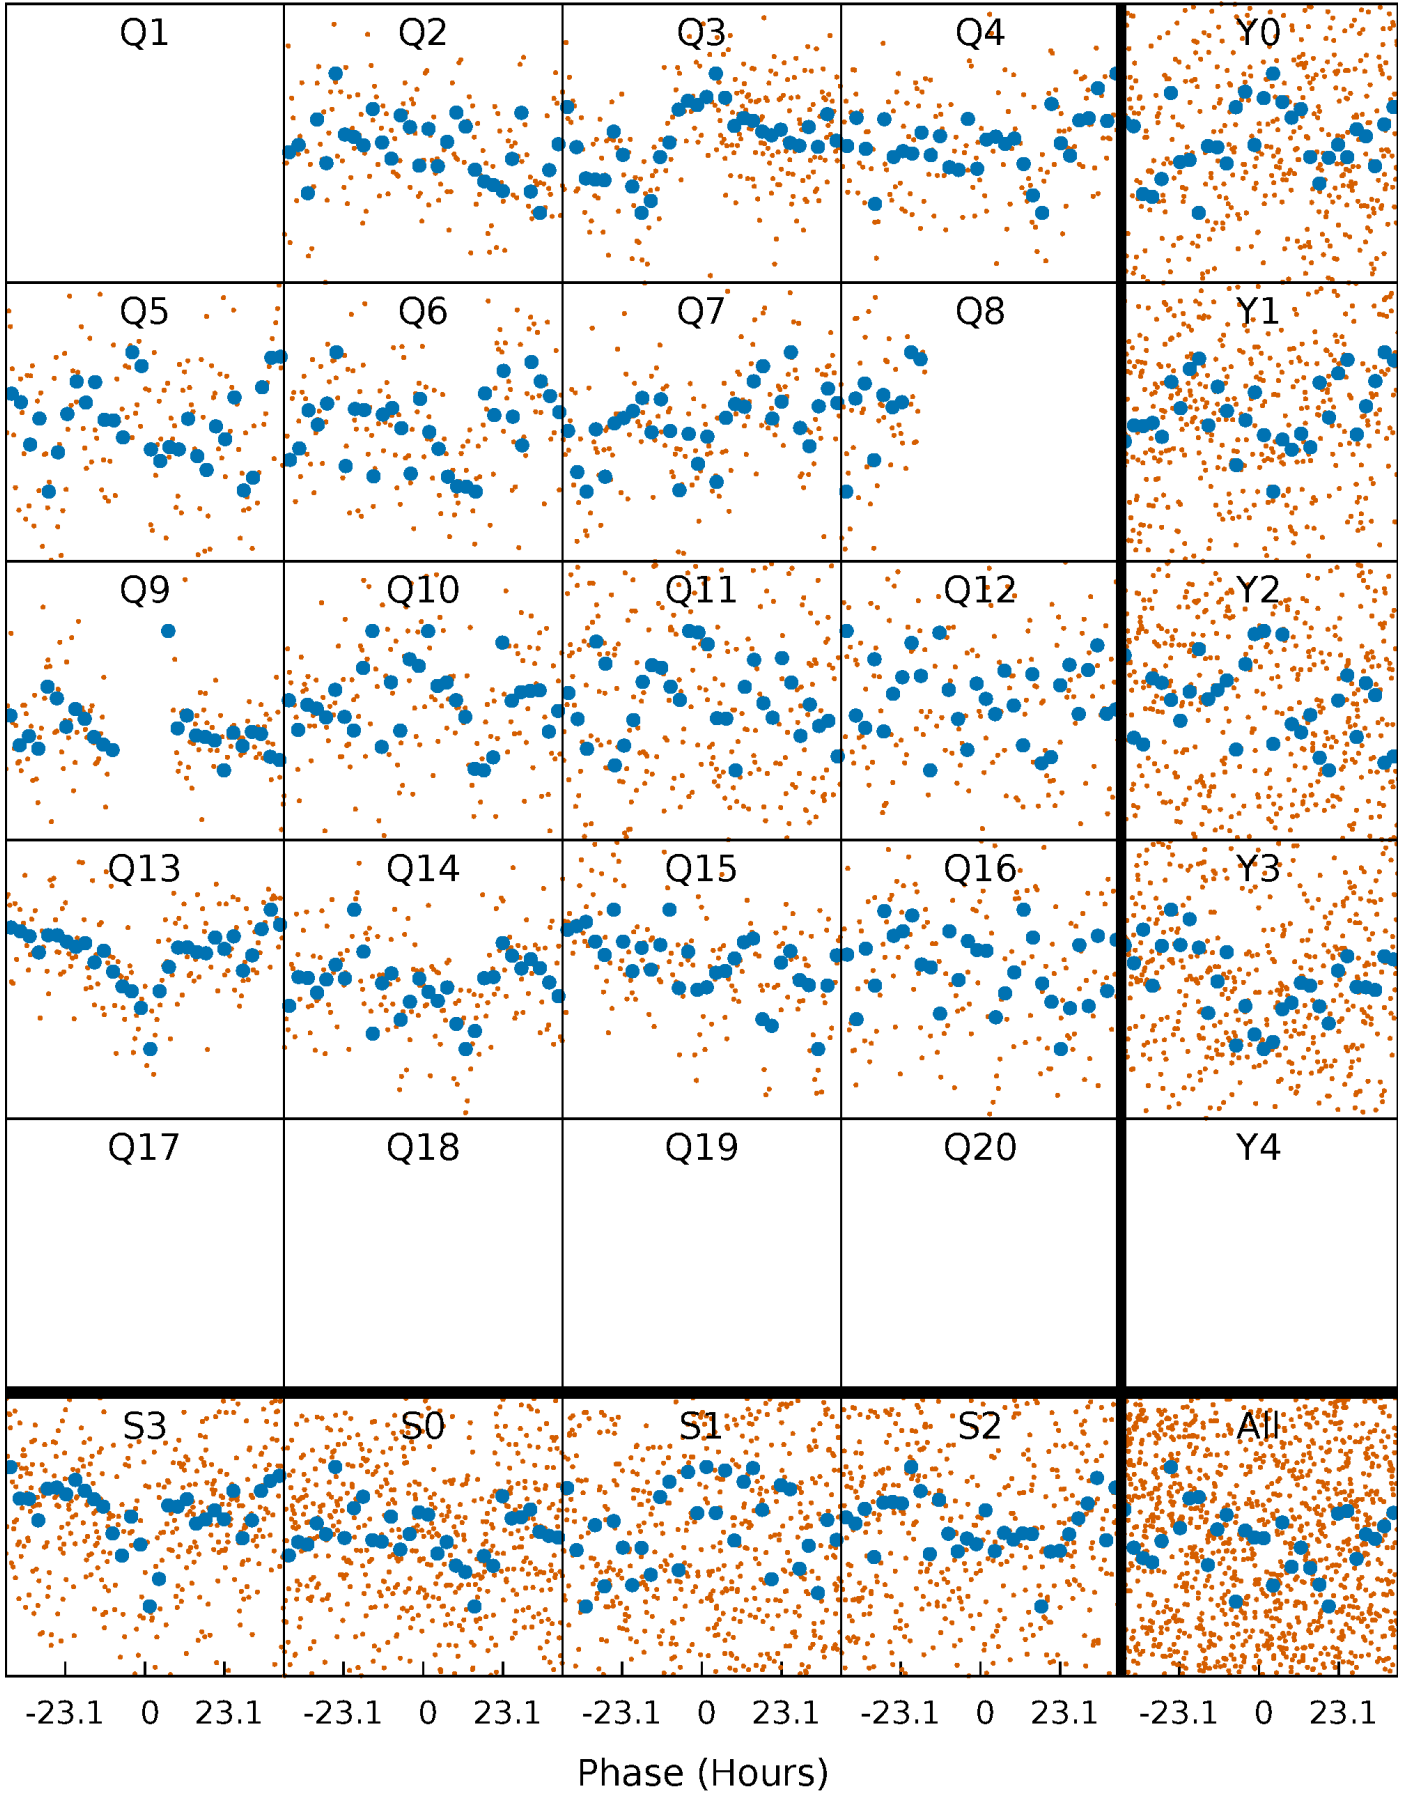 Q1 Q2 Q3 Q4 Y0
Q5 Q6 Q7 Q8 Y1
Q9 Q10 Q11 Q12 Y2
Q13 Q14 Q15 Q16 Y3
Q17 Q18 Q19 Q20 Y4
S3 S0 S1 S2 All
-23.1 0 23.1 -23.1 0 23.1 -23.1 0 23.1 -23.1 0 23.1 -23.1 0 23.1
Phase (Hours)